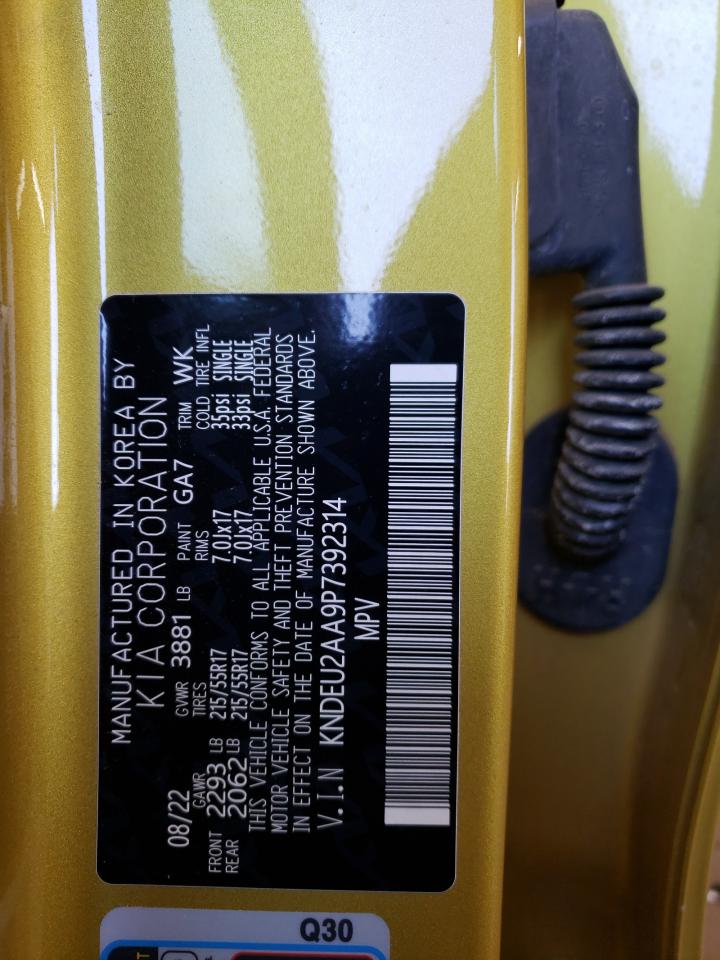 MANUFACTURED IN KOREA BY
KIA CORPORATION
08/22 GVWR 3881 LB PAINT GA7 TRIM WK
GAWR TIRES RIMS COLD TIRE INFL
FRONT 2293 LB 215/55R17 7.0Jx17 35psi SINGLE
REAR 2062 LB 215/55R17 7.0Jx17 33psi SINGLE
THIS VEHICLE CONFORMS TO ALL APPLICABLE U.S.A. FEDERAL
MOTOR VEHICLE SAFETY AND THEFT PREVENTION STANDARDS
IN EFFECT ON THE DATE OF MANUFACTURE SHOWN ABOVE.
V.I.N KNDEU2AA9P7392314
MPV
Q30